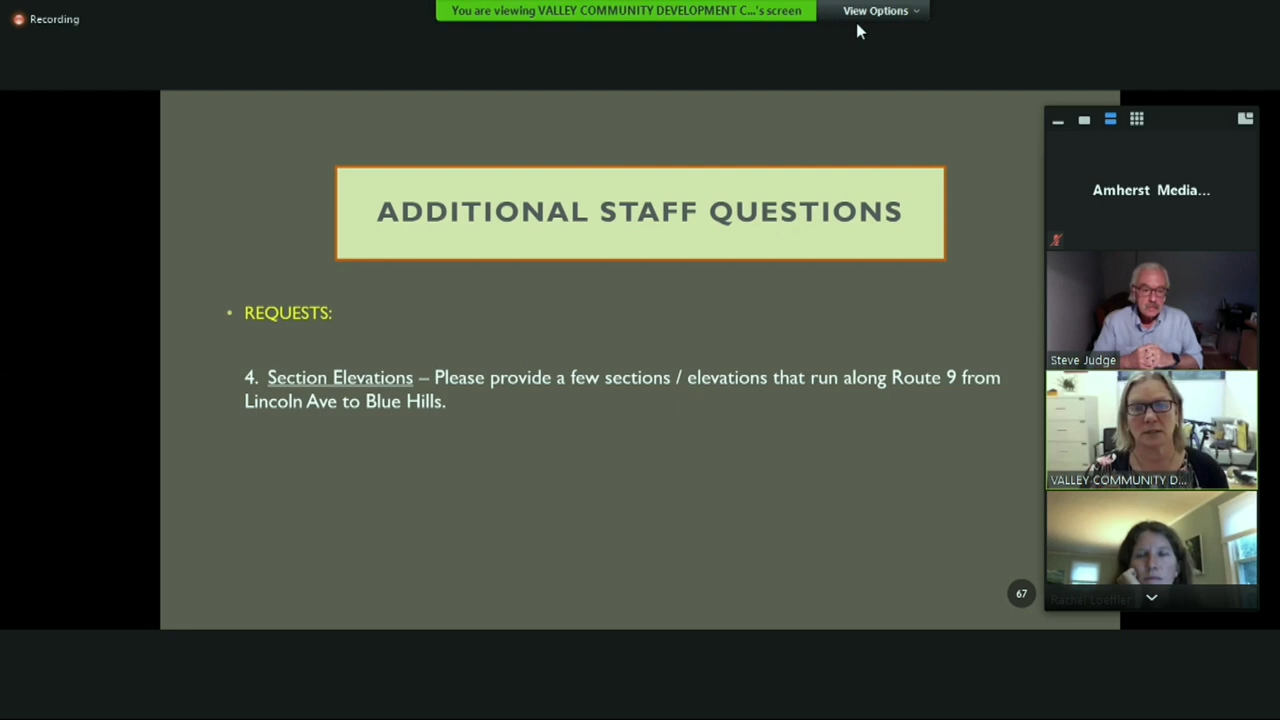 Recording
You are viewing VALLEY COMMUNITY DEVELOPMENT C...'s screen
View Options
ADDITIONAL STAFF QUESTIONS
• REQUESTS:
4. Section Elevations – Please provide a few sections / elevations that run along Route 9 from
Lincoln Ave to Blue Hills.
67
Amherst Media...
Steve Judge
VALLEY COMMUNITY D...
Rachel Loeffler